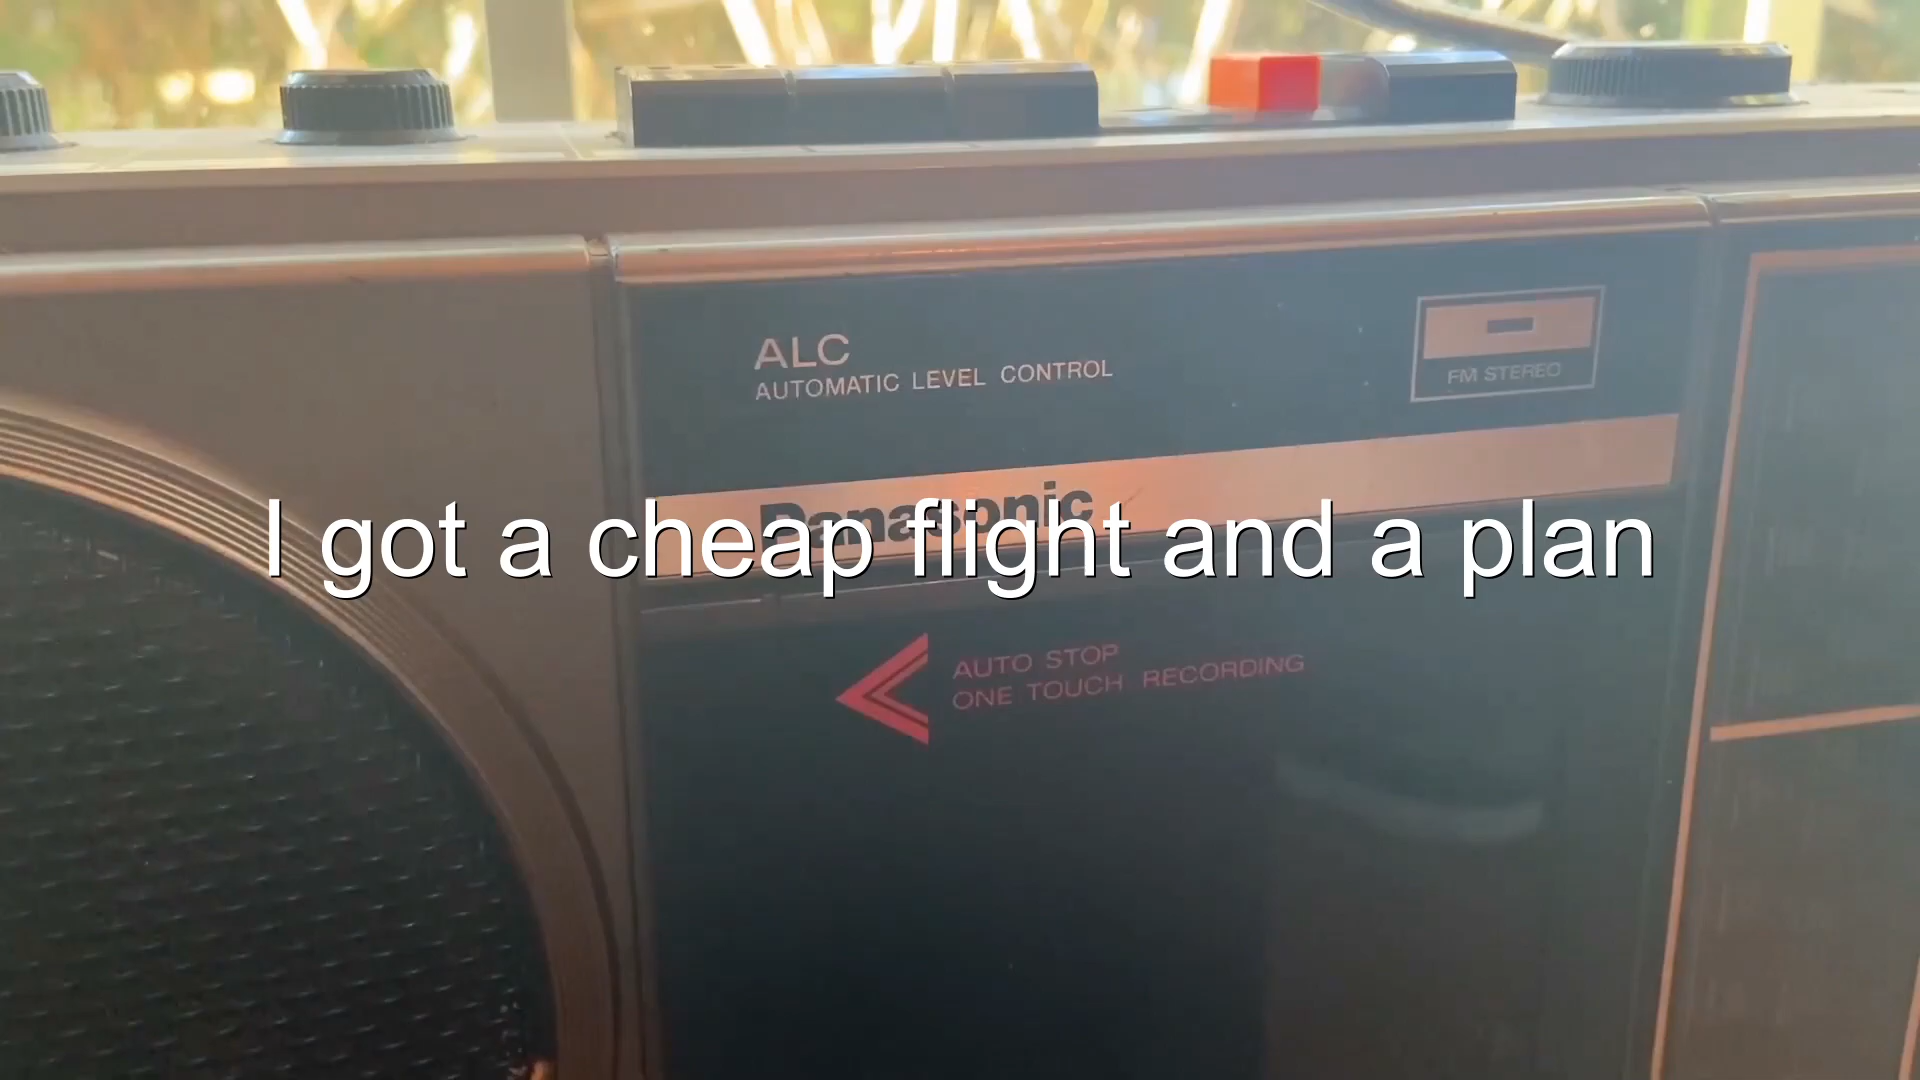 ALC
AUTOMATIC LEVEL CONTROL
FM STEREO
Panasonic
I got a cheap flight and a plan
AUTO STOP
ONE TOUCH RECORDING